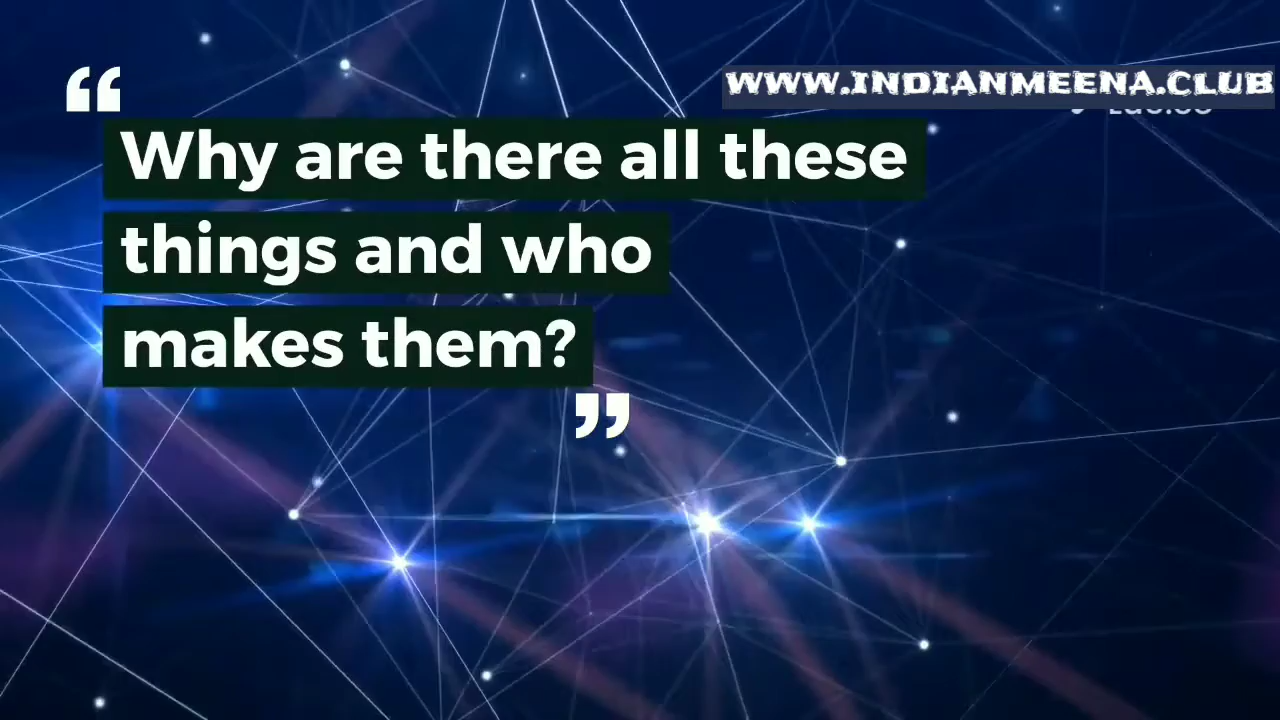 WWW.INDIANMEENA.CLUB
“
Why are there all these
things and who
makes them?
”